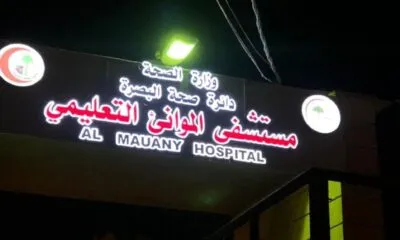 وزارة الصحة
دائرة صحة البصرة
مستشفى الموانئ التعليمي
AL MAUANY HOSPITAL